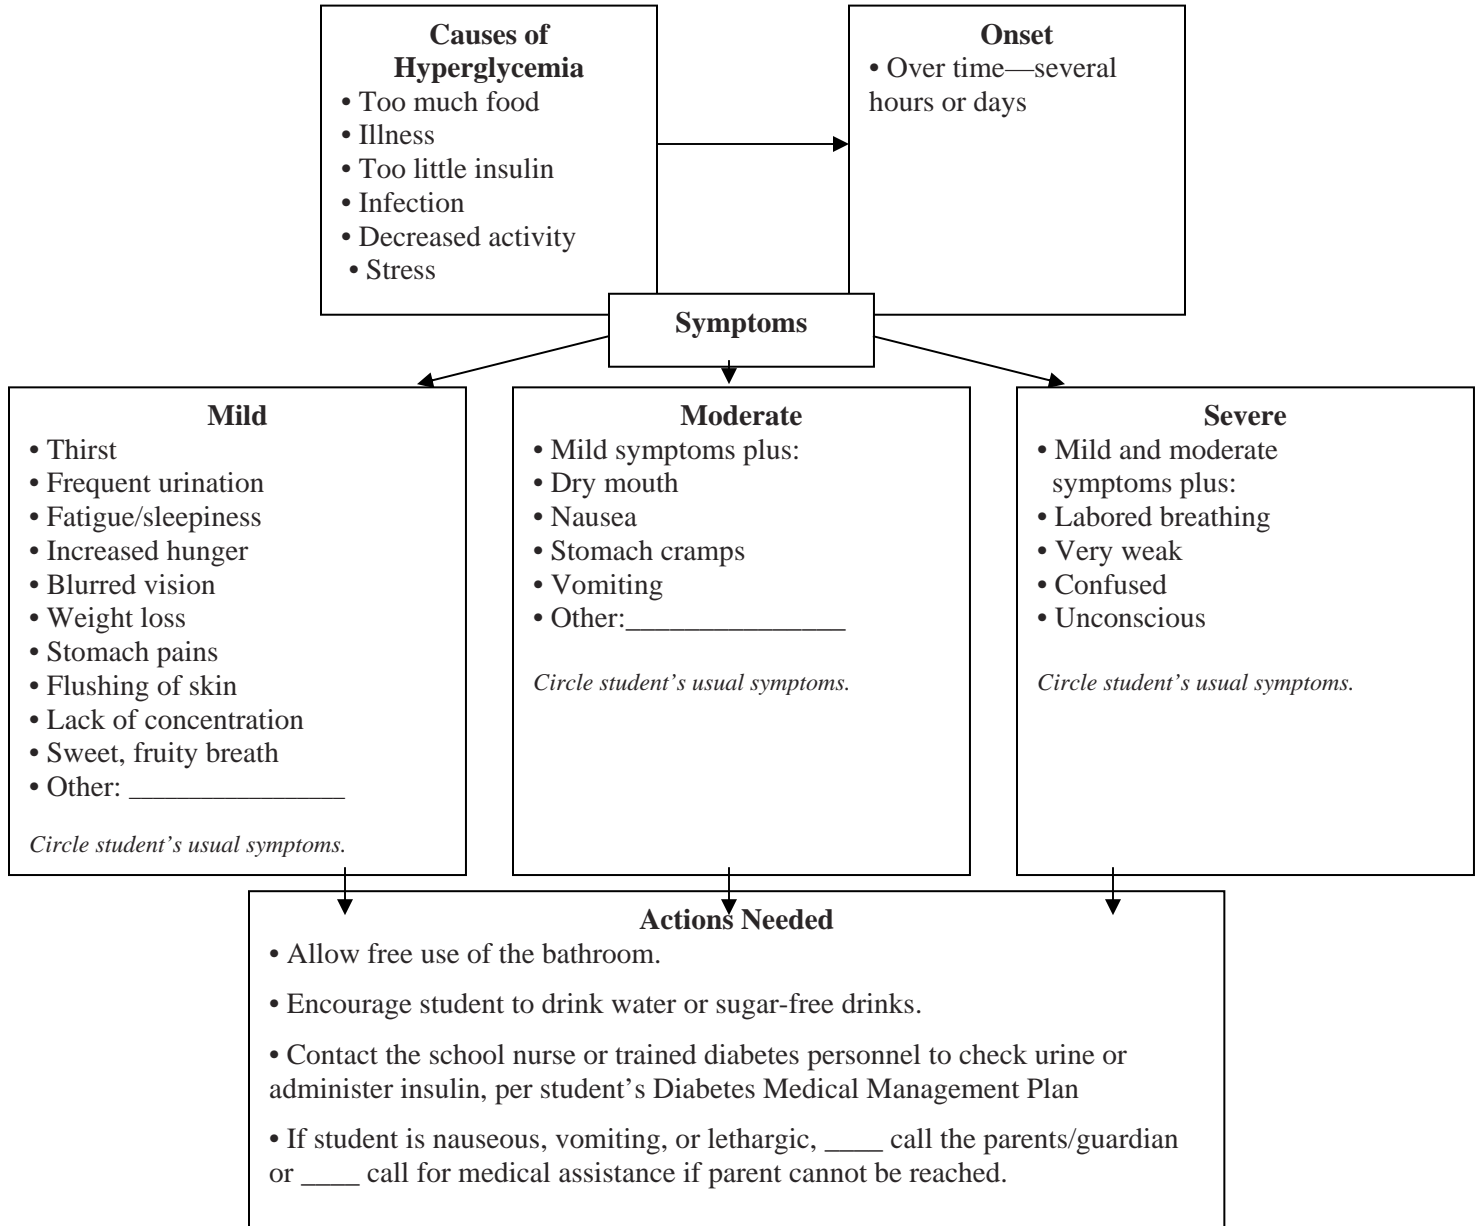 Causes of
Hyperglycemia
• Too much food
• Illness
• Too little insulin
• Infection
• Decreased activity
• Stress
Onset
• Over time—several
hours or days
Symptoms
Mild
• Thirst
• Frequent urination
• Fatigue/sleepiness
• Increased hunger
• Blurred vision
• Weight loss
• Stomach pains
• Flushing of skin
• Lack of concentration
• Sweet, fruity breath
• Other: __________________
Circle student’s usual symptoms.
Moderate
• Mild symptoms plus:
• Dry mouth
• Nausea
• Stomach cramps
• Vomiting
• Other:_______________
Circle student’s usual symptoms.
Severe
• Mild and moderate
symptoms plus:
• Labored breathing
• Very weak
• Confused
• Unconscious
Circle student’s usual symptoms.
Actions Needed
• Allow free use of the bathroom.
• Encourage student to drink water or sugar-free drinks.
• Contact the school nurse or trained diabetes personnel to check urine or
administer insulin, per student’s Diabetes Medical Management Plan
• If student is nauseous, vomiting, or lethargic, ____ call the parents/guardian
or ____ call for medical assistance if parent cannot be reached.